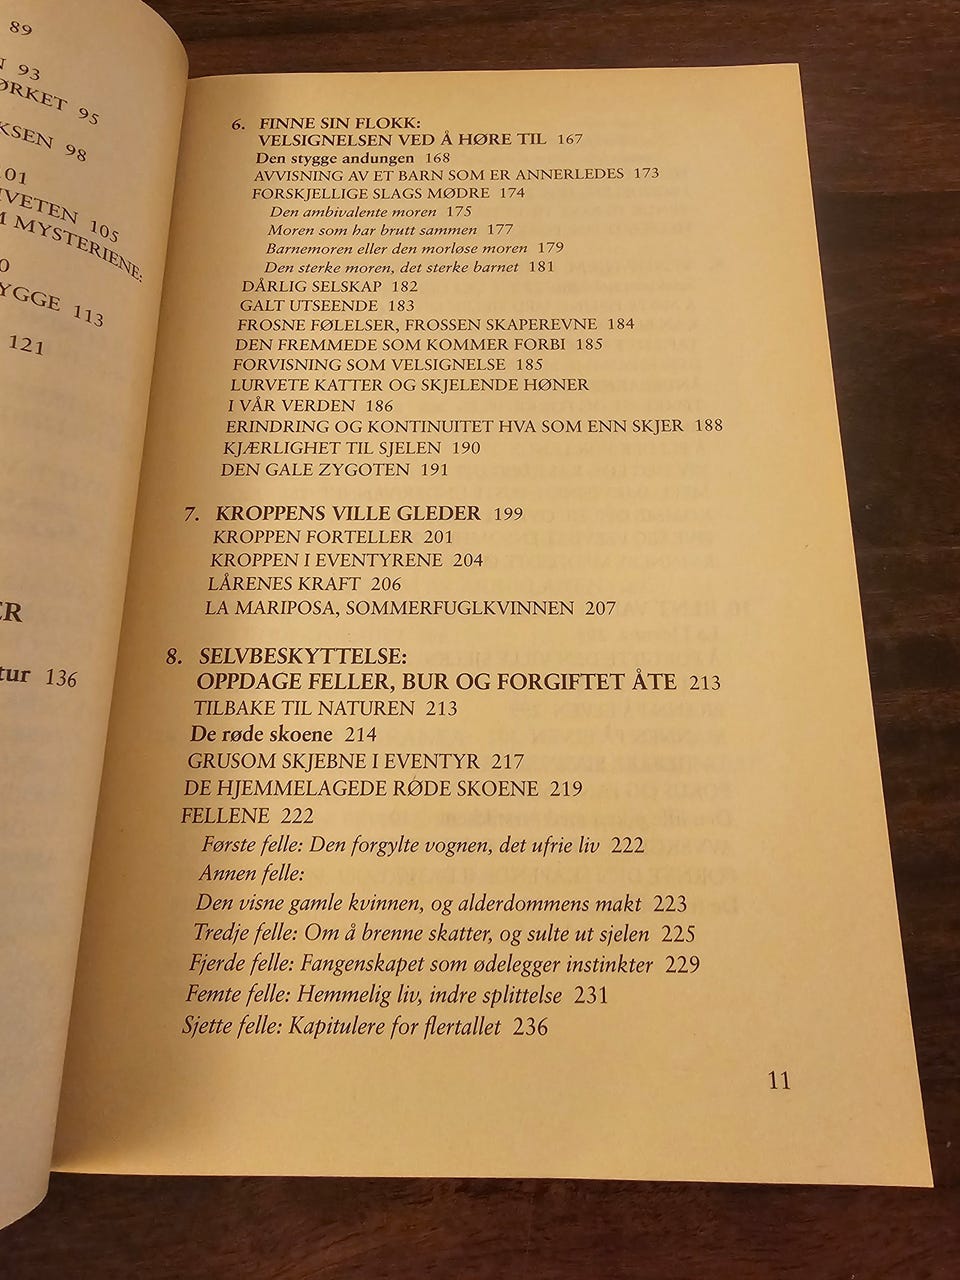 89
93
95
98
105
MYSTERIENE:
113
121
136
6. FINNE SIN FLOKK:
VELSIGNELSEN VED Å HØRE TIL 167
Den stygge andungen 168
AVVISNING AV ET BARN SOM ER ANNERLEDES 173
FORSKJELLIGE SLAGS MØDRE 174
Den ambivalente moren 175
Moren som har brutt sammen 177
Barnemoren eller den morløse moren 179
Den sterke moren, det sterke barnet 181
DÅRLIG SELSKAP 182
GALT UTSEENDE 183
FROSNE FØLELSER, FROSSEN SKAPEREVNE 184
DEN FREMMEDE SOM KOMMER FORBI 185
FORVISNING SOM VELSIGNELSE 185
LURVETE KATTER OG SKJELENDE HØNER
I VÅR VERDEN 186
ERINDRING OG KONTINUITET HVA SOM ENN SKJER 188
KJÆRLIGHET TIL SJELEN 190
DEN GALE ZYGOTEN 191
7. KROPPENS VILLE GLEDER 199
KROPPEN FORTELLER 201
KROPPEN I EVENTYRENE 204
LÅRENES KRAFT 206
LA MARIPOSA, SOMMERFUGLKVINNEN 207
8. SELVBESKYTTELSE:
OPPDAGE FELLER, BUR OG FORGIFTET ÅTE 213
TILBAKE TIL NATUREN 213
De røde skoene 214
GRUSOM SKJEBNE I EVENTYR 217
DE HJEMMELAGEDE RØDE SKOENE 219
FELLENE 222
Første felle: Den forgylte vognen, det ufrie liv 222
Annen felle:
Den visne gamle kvinnen, og alderdommens makt 223
Tredje felle: Om å brenne skatter, og sulte ut sjelen 225
Fjerde felle: Fangenskapet som ødelegger instinkter 229
Femte felle: Hemmelig liv, indre splittelse 231
Sjette felle: Kapitulere for flertallet 236
11